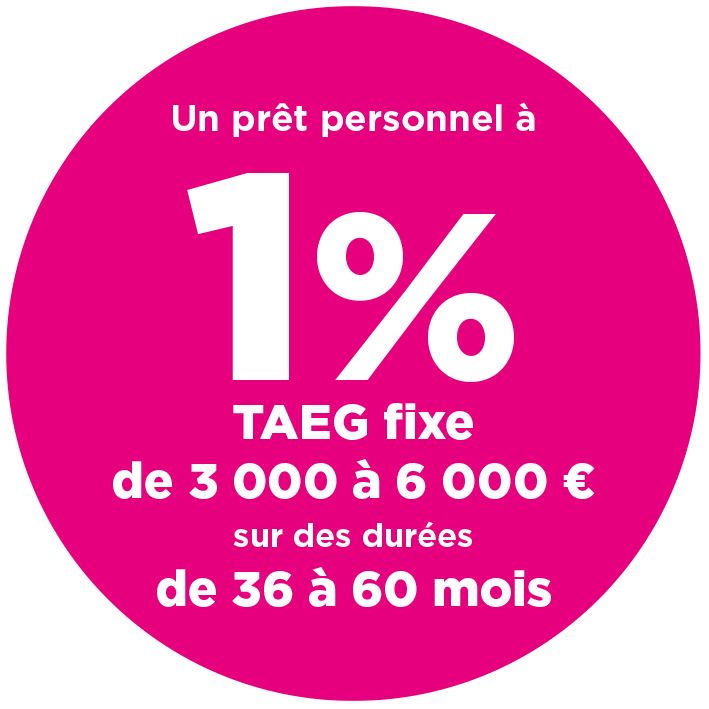 Un prêt personnel à
1%
TAEG fixe
de 3 000 à 6 000 €
sur des durées
de 36 à 60 mois